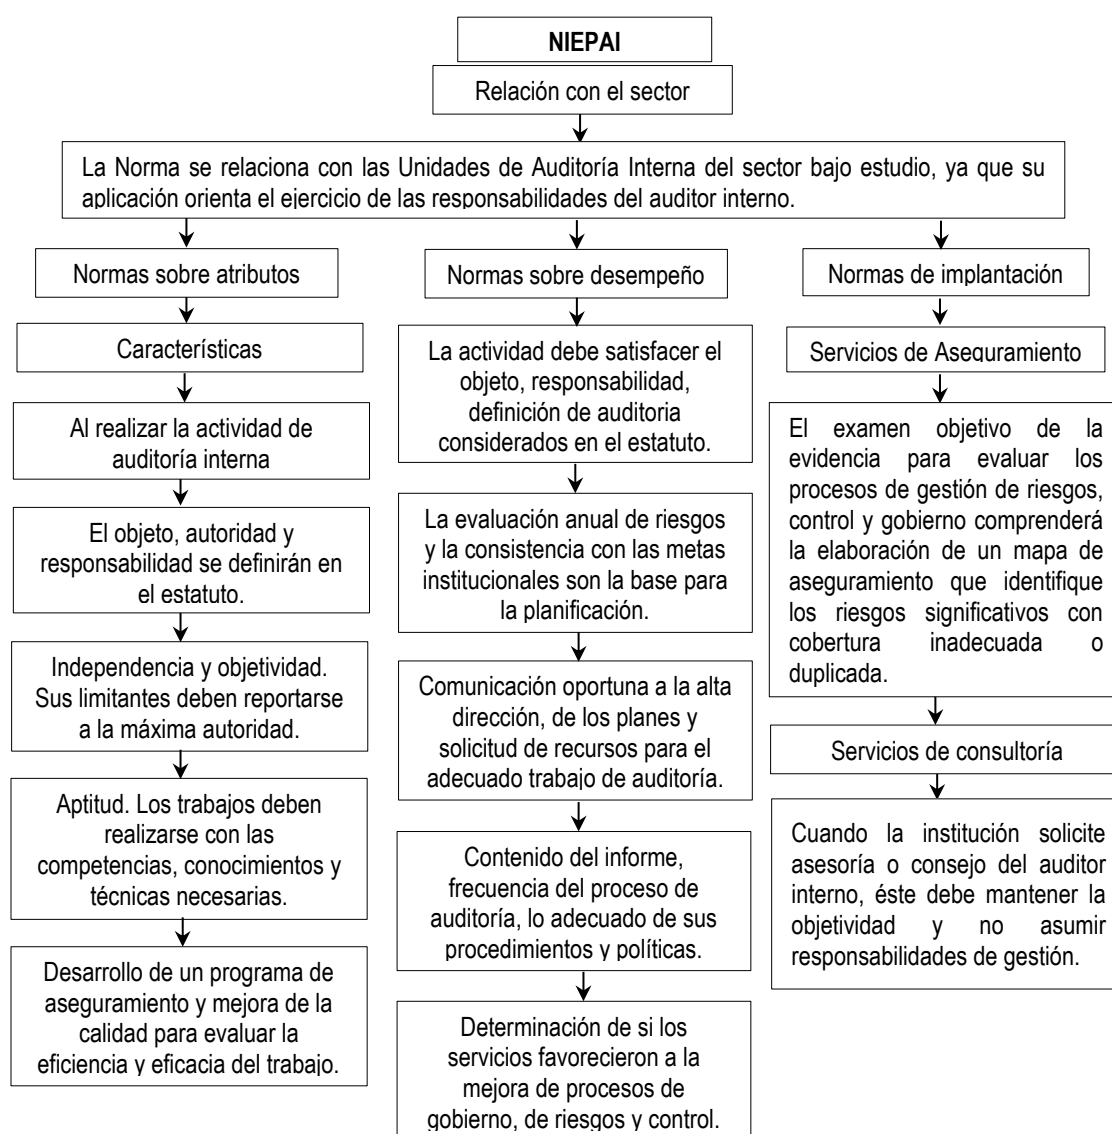 NIEPAI
Relación con el sector
La Norma se relaciona con las Unidades de Auditoría Interna del sector bajo estudio, ya que su
aplicación orienta el ejercicio de las responsabilidades del auditor interno.
Normas sobre atributos
Características
Al realizar la actividad de
auditoría interna
El objeto, autoridad y
responsabilidad se definirán en
el estatuto.
Independencia y objetividad.
Sus limitantes deben reportarse
a la máxima autoridad.
Aptitud. Los trabajos deben
realizarse con las
competencias, conocimientos y
técnicas necesarias.
Desarrollo de un programa de
aseguramiento y mejora de la
calidad para evaluar la
eficiencia y eficacia del trabajo.
Normas sobre desempeño
La actividad debe satisfacer el
objeto, responsabilidad,
definición de auditoria
considerados en el estatuto.
La evaluación anual de riesgos
y la consistencia con las metas
institucionales son la base para
la planificación.
Comunicación oportuna a la alta
dirección, de los planes y
solicitud de recursos para el
adecuado trabajo de auditoría.
Contenido del informe,
frecuencia del proceso de
auditoría, lo adecuado de sus
procedimientos y políticas.
Determinación de si los
servicios favorecieron a la
mejora de procesos de
gobierno, de riesgos y control.
Normas de implantación
Servicios de Aseguramiento
El examen objetivo de la
evidencia para evaluar los
procesos de gestión de riesgos,
control y gobierno comprenderá
la elaboración de un mapa de
aseguramiento que identifique
los riesgos significativos con
cobertura inadecuada o
duplicada.
Servicios de consultoría
Cuando la institución solicite
asesoría o consejo del auditor
interno, éste debe mantener la
objetividad y no asumir
responsabilidades de gestión.